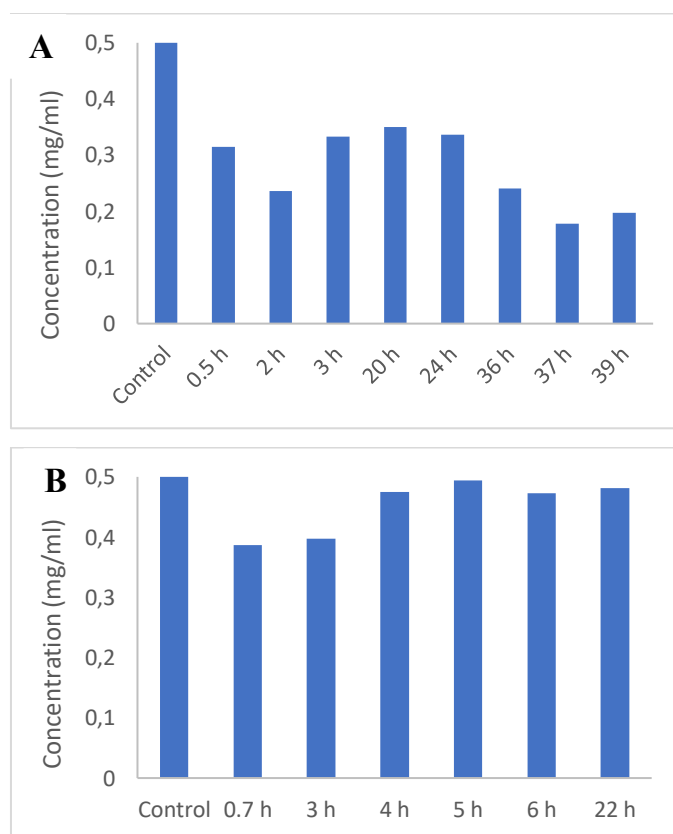 A
Concentration (mg/ml)
0,5
0,4
0,3
0,2
0,1
0
Control 0.5 h 2 h 3 h 20 h 24 h 36 h 37 h 39 h
B
Concentration (mg/ml)
0,5
0,4
0,3
0,2
0,1
0
Control 0.7 h 3 h 4 h 5 h 6 h 22 h